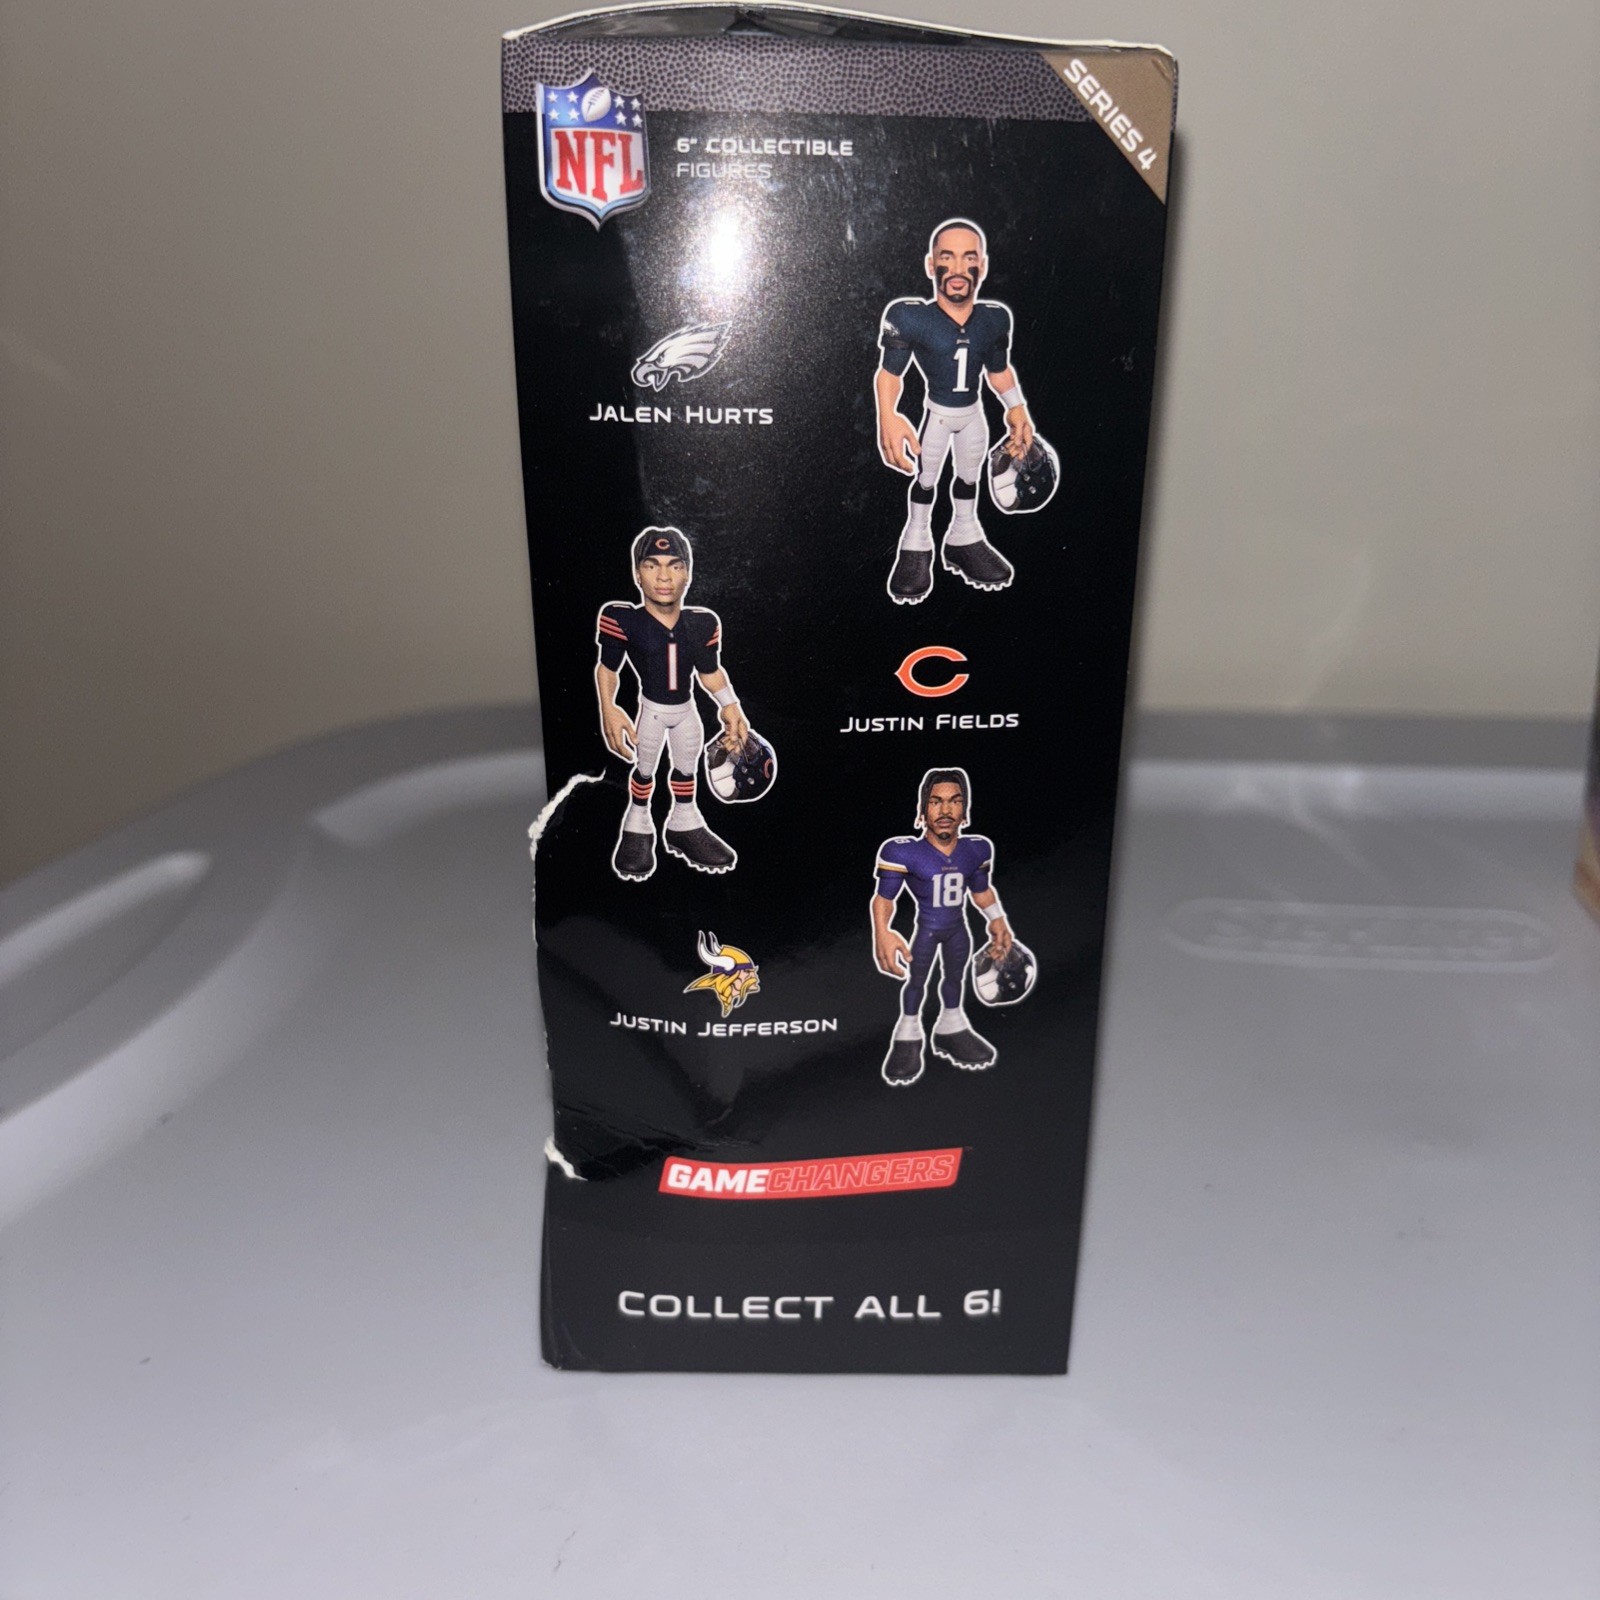 SERIES 4
NFL
6" COLLECTIBLE
FIGURES
JALEN HURTS
1
1
JUSTIN FIELDS
18
JUSTIN JEFFERSON
GAMECHANGERS
COLLECT ALL 6!